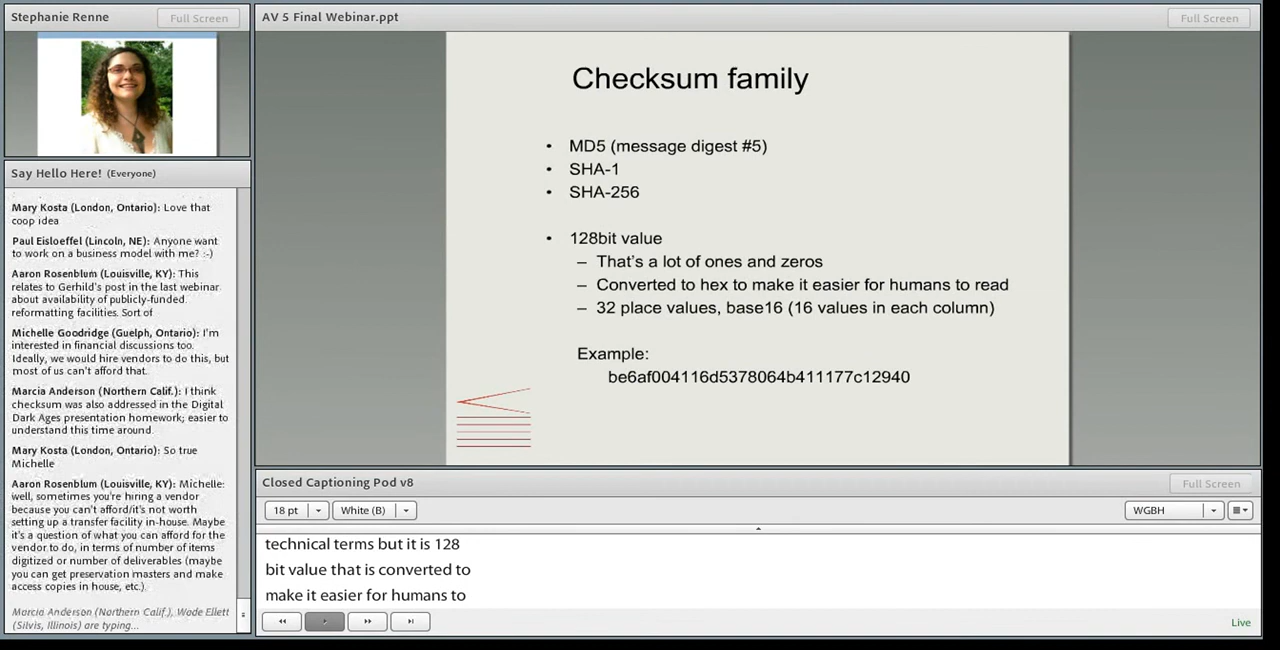 Stephanie Renne
Full Screen
Say Hello Here! (Everyone)
Mary Kosta (London, Ontario): Love that
coop idea
Paul Eisloeffel (Lincoln, NE): Anyone want
to work on a business model with me? :-)
Aaron Rosenblum (Louisville, KY): This
relates to Gerhild's post in the last webinar
about availability of publicly-funded.
reformatting facilities. Sort of
Michelle Goodridge (Guelph, Ontario): I'm
interested in financial discussions too.
Ideally, we would hire vendors to do this, but
most of us can't afford that.
Marcia Anderson (Northern Calif.): I think
checksum was also addressed in the Digital
Dark Ages presentation homework; easier to
understand this time around.
Mary Kosta (London, Ontario): So true
Michelle
Aaron Rosenblum (Louisville, KY): Michelle:
well, sometimes you're hiring a vendor
because you can't afford/it's not worth
setting up a transfer facility in-house. Maybe
it's a question of what you can afford for the
vendor to do, in terms of number of items
digitized or number of deliverables (maybe
you can get preservation masters and make
access copies in house, etc.)
Marcia Anderson (Northern Calif.), Wade Ellett
(Silvis, Illinois) are typing...
AV 5 Final Webinar.ppt
Full Screen
Checksum family
• MD5 (message digest #5)
• SHA-1
• SHA-256
• 128bit value
– That's a lot of ones and zeros
– Converted to hex to make it easier for humans to read
– 32 place values, base16 (16 values in each column)
Example:
be6af004116d5378064b411177c12940
Closed Captioning Pod v8
Full Screen
18 pt
White (B)
WGBH
technical terms but it is 128
bit value that is converted to
make it easier for humans to
Live